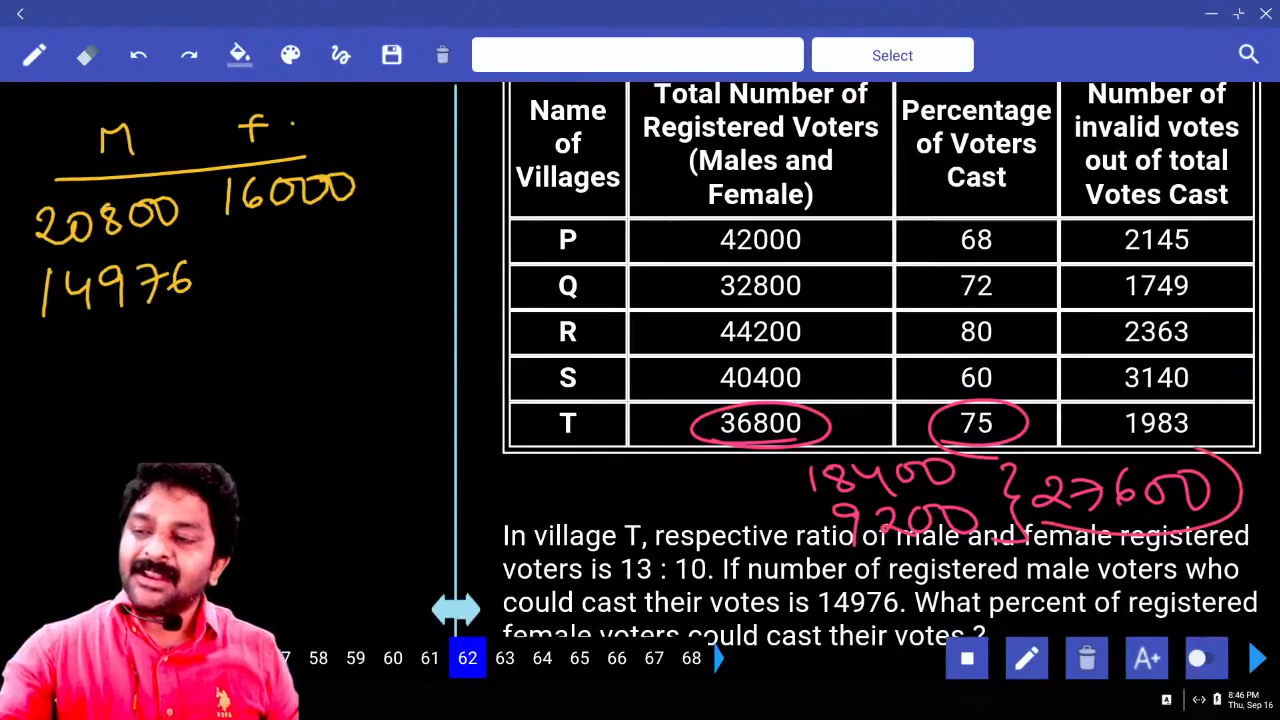 Select
M F
20800 16000
14976
Name of Villages
Total Number of Registered Voters (Males and Female)
Percentage of Voters Cast
Number of invalid votes out of total Votes Cast
P 42000 68 2145
Q 32800 72 1749
R 44200 80 2363
S 40400 60 3140
T 36800 75 1983
18400
9200 } 27600
In village T, respective ratio of male and female registered
voters is 13 : 10. If number of registered male voters who
could cast their votes is 14976. What percent of registered
female voters could cast their votes ?
7 58 59 60 61 62 63 64 65 66 67 68
A+
8:46 PM
Thu, Sep 16